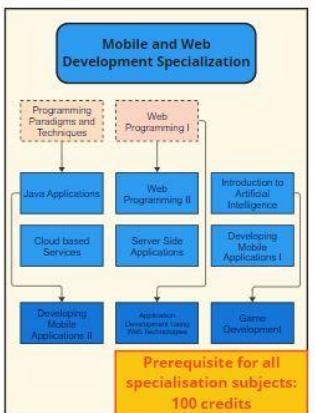 Mobile and Web
Development Specialization
Programming
Paradigms and
Techniques
Web
Programming I
Java Applications
Web
Programming II
Introduction to
Artificial
Intelligence
Cloud based
Services
Server Side
Applications
Developing
Mobile
Applications I
Developing
Mobile
Applications II
Application
Development Using
Web Technologies
Game
Development
Prerequisite for all
specialisation subjects:
100 credits